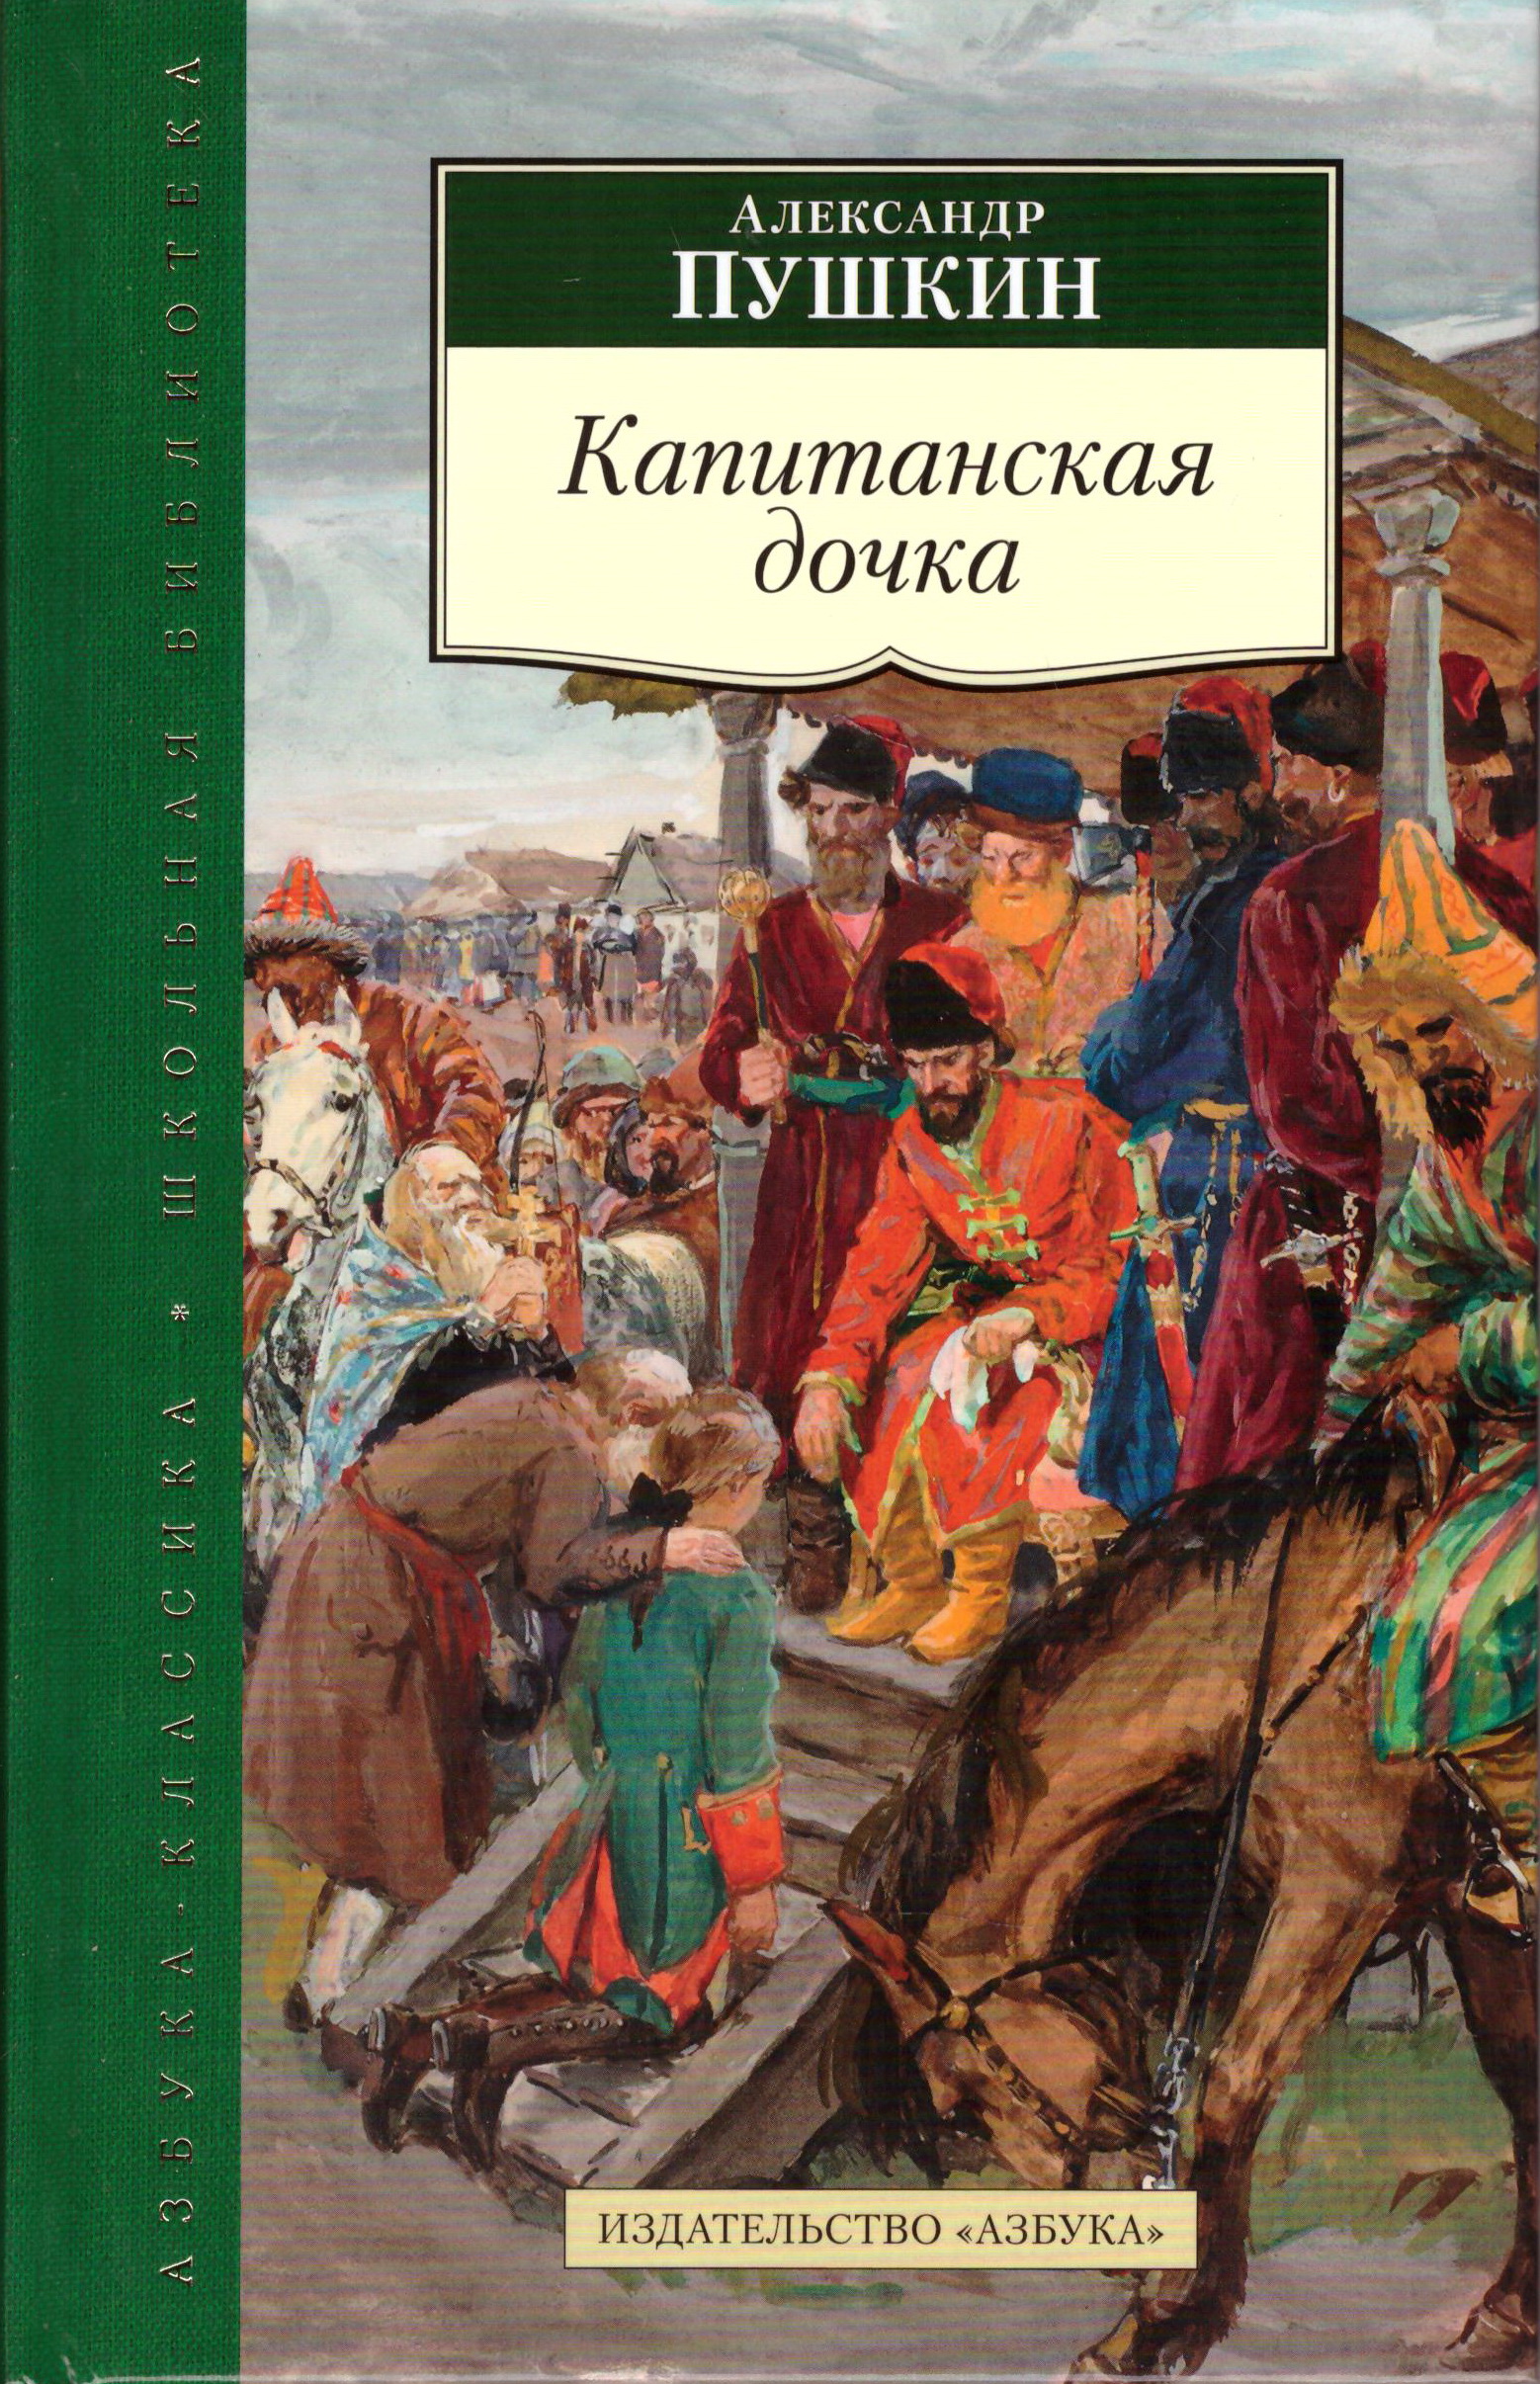 АЛЕКСАНДР
ПУШКИН
Капитанская
дочка
ИЗДАТЕЛЬСТВО «АЗБУКА»
АЗБУКА-КЛАССИКА * ШКОЛЬНАЯ БИБЛИОТЕКА